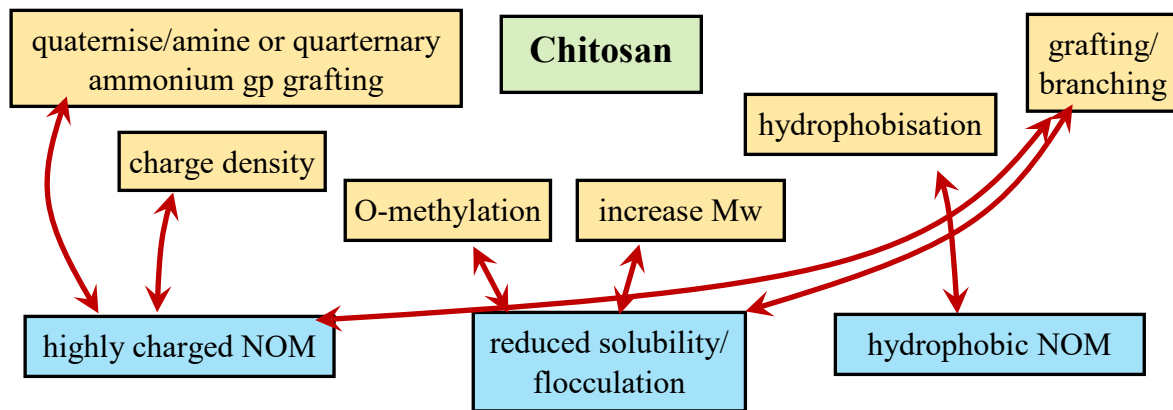 quaternise/amine or quarternary
ammonium gp grafting
Chitosan
grafting/
branching
hydrophobisation
charge density
O-methylation
increase Mw
highly charged NOM
reduced solubility/
flocculation
hydrophobic NOM